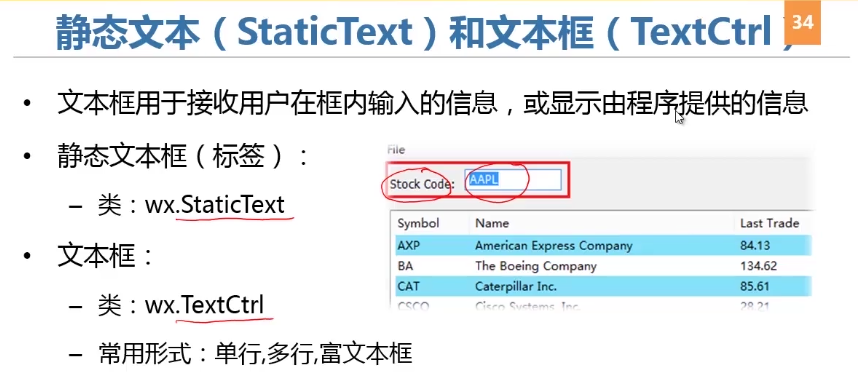 静态文本（StaticText）和文本框（TextCtrl）
34
• 文本框用于接收用户在框内输入的信息，或显示由程序提供的信息
• 静态文本框（标签）：
– 类：wx.StaticText
• 文本框：
– 类：wx.TextCtrl
– 常用形式：单行,多行,富文本框
File
Stock Code: AAPL
Symbol Name Last Trade
AXP American Express Company 84.13
BA The Boeing Company 134.62
CAT Caterpillar Inc. 85.61
CSCO Cisco Systems, Inc. 28.21